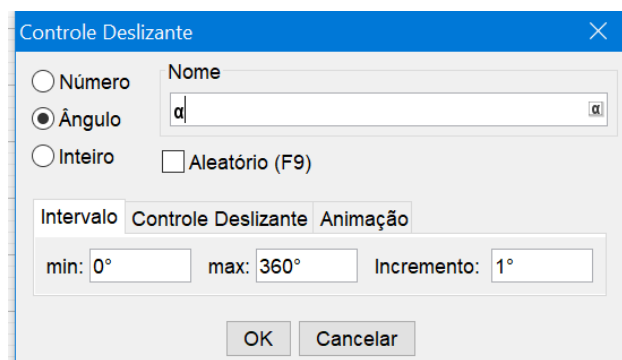 Controle Deslizante
Número
Nome
Ângulo
α
α
Inteiro
Aleatório (F9)
Intervalo Controle Deslizante Animação
min: 0° max: 360° Incremento: 1°
OK Cancelar